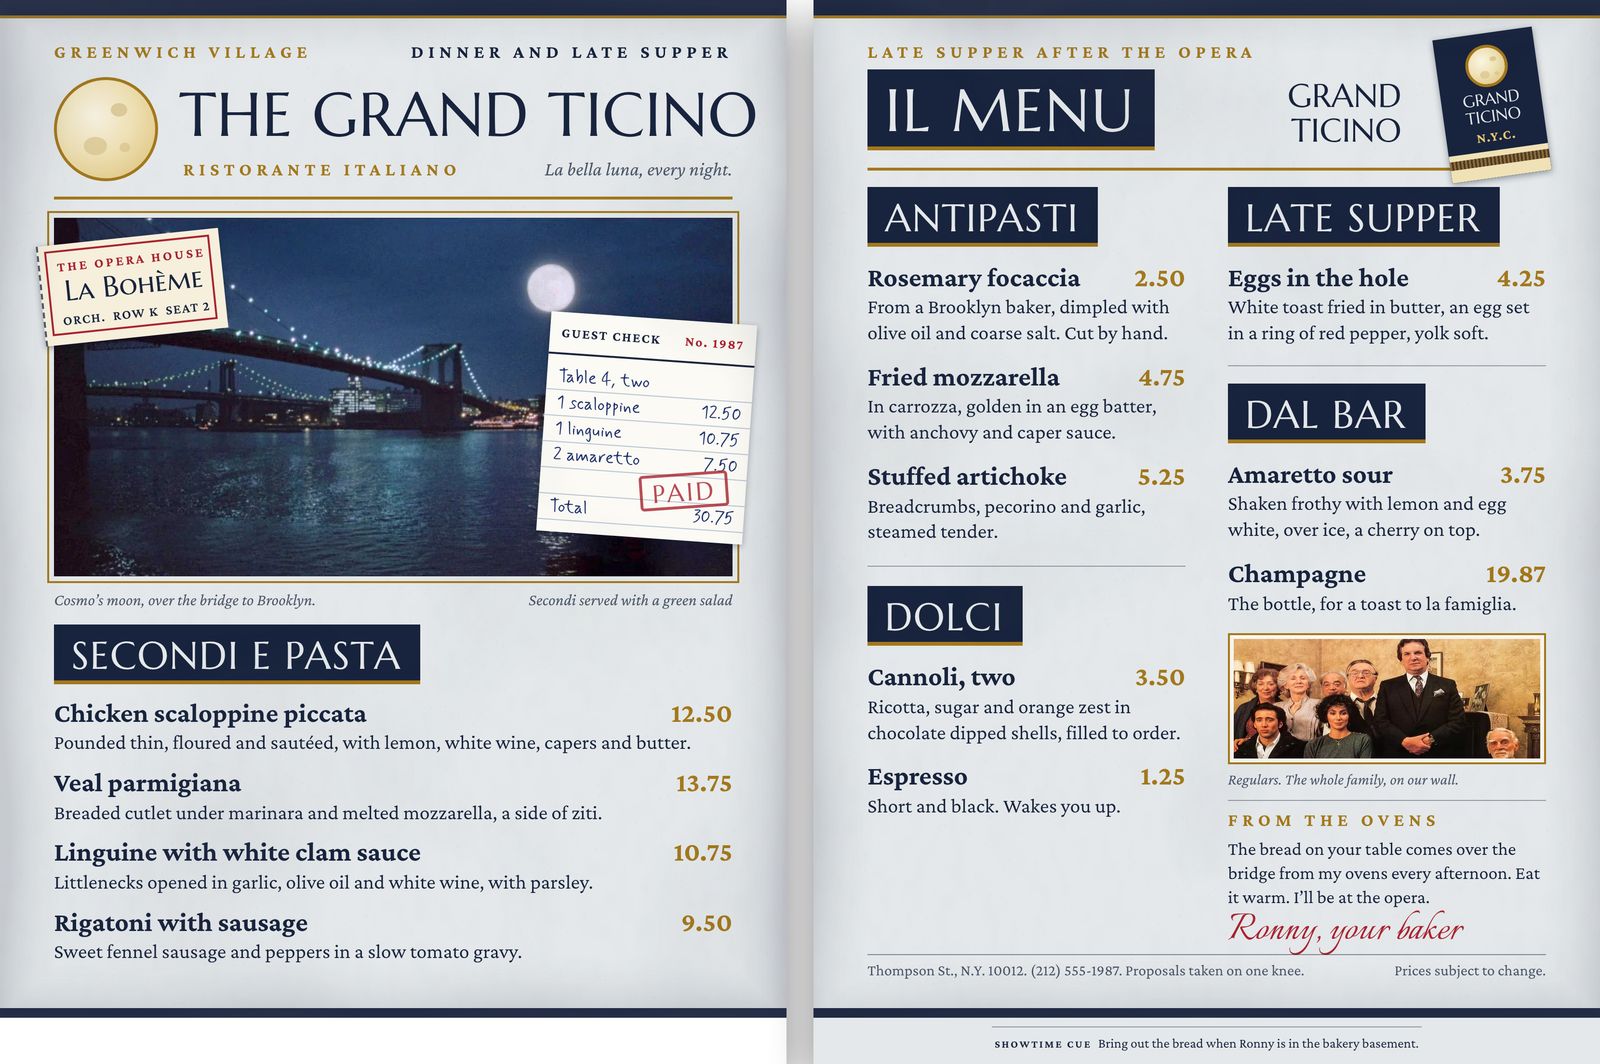 GREENWICH VILLAGE
DINNER AND LATE SUPPER
THE GRAND TICINO
RISTORANTE ITALIANO
La bella luna, every night.
THE OPERA HOUSE
LA BOHÈME
ORCH. ROW K SEAT 2
GUEST CHECK No. 1987
Table 4, two
1 scaloppine 12.50
1 linguine 10.75
2 amaretto 7.50
PAID
Total 30.75
Cosmo’s moon, over the bridge to Brooklyn.
Secondi served with a green salad
SECONDI E PASTA
Chicken scaloppine piccata 12.50
Pounded thin, floured and sautéed, with lemon, white wine, capers and butter.
Veal parmigiana 13.75
Breaded cutlet under marinara and melted mozzarella, a side of ziti.
Linguine with white clam sauce 10.75
Littlenecks opened in garlic, olive oil and white wine, with parsley.
Rigatoni with sausage 9.50
Sweet fennel sausage and peppers in a slow tomato gravy.
LATE SUPPER AFTER THE OPERA
IL MENU
GRAND
TICINO
GRAND
TICINO
N.Y.C.
ANTIPASTI
Rosemary focaccia 2.50
From a Brooklyn baker, dimpled with
olive oil and coarse salt. Cut by hand.
Fried mozzarella 4.75
In carrozza, golden in an egg batter,
with anchovy and caper sauce.
Stuffed artichoke 5.25
Breadcrumbs, pecorino and garlic,
steamed tender.
DOLCI
Cannoli, two 3.50
Ricotta, sugar and orange zest in
chocolate dipped shells, filled to order.
Espresso 1.25
Short and black. Wakes you up.
LATE SUPPER
Eggs in the hole 4.25
White toast fried in butter, an egg set
in a ring of red pepper, yolk soft.
DAL BAR
Amaretto sour 3.75
Shaken frothy with lemon and egg
white, over ice, a cherry on top.
Champagne 19.87
The bottle, for a toast to la famiglia.
Regulars. The whole family, on our wall.
FROM THE OVENS
The bread on your table comes over the
bridge from my ovens every afternoon. Eat
it warm. I’ll be at the opera.
Ronny, your baker
Thompson St., N.Y. 10012. (212) 555-1987. Proposals taken on one knee.
Prices subject to change.
SHOWTIME CUE Bring out the bread when Ronny is in the bakery basement.